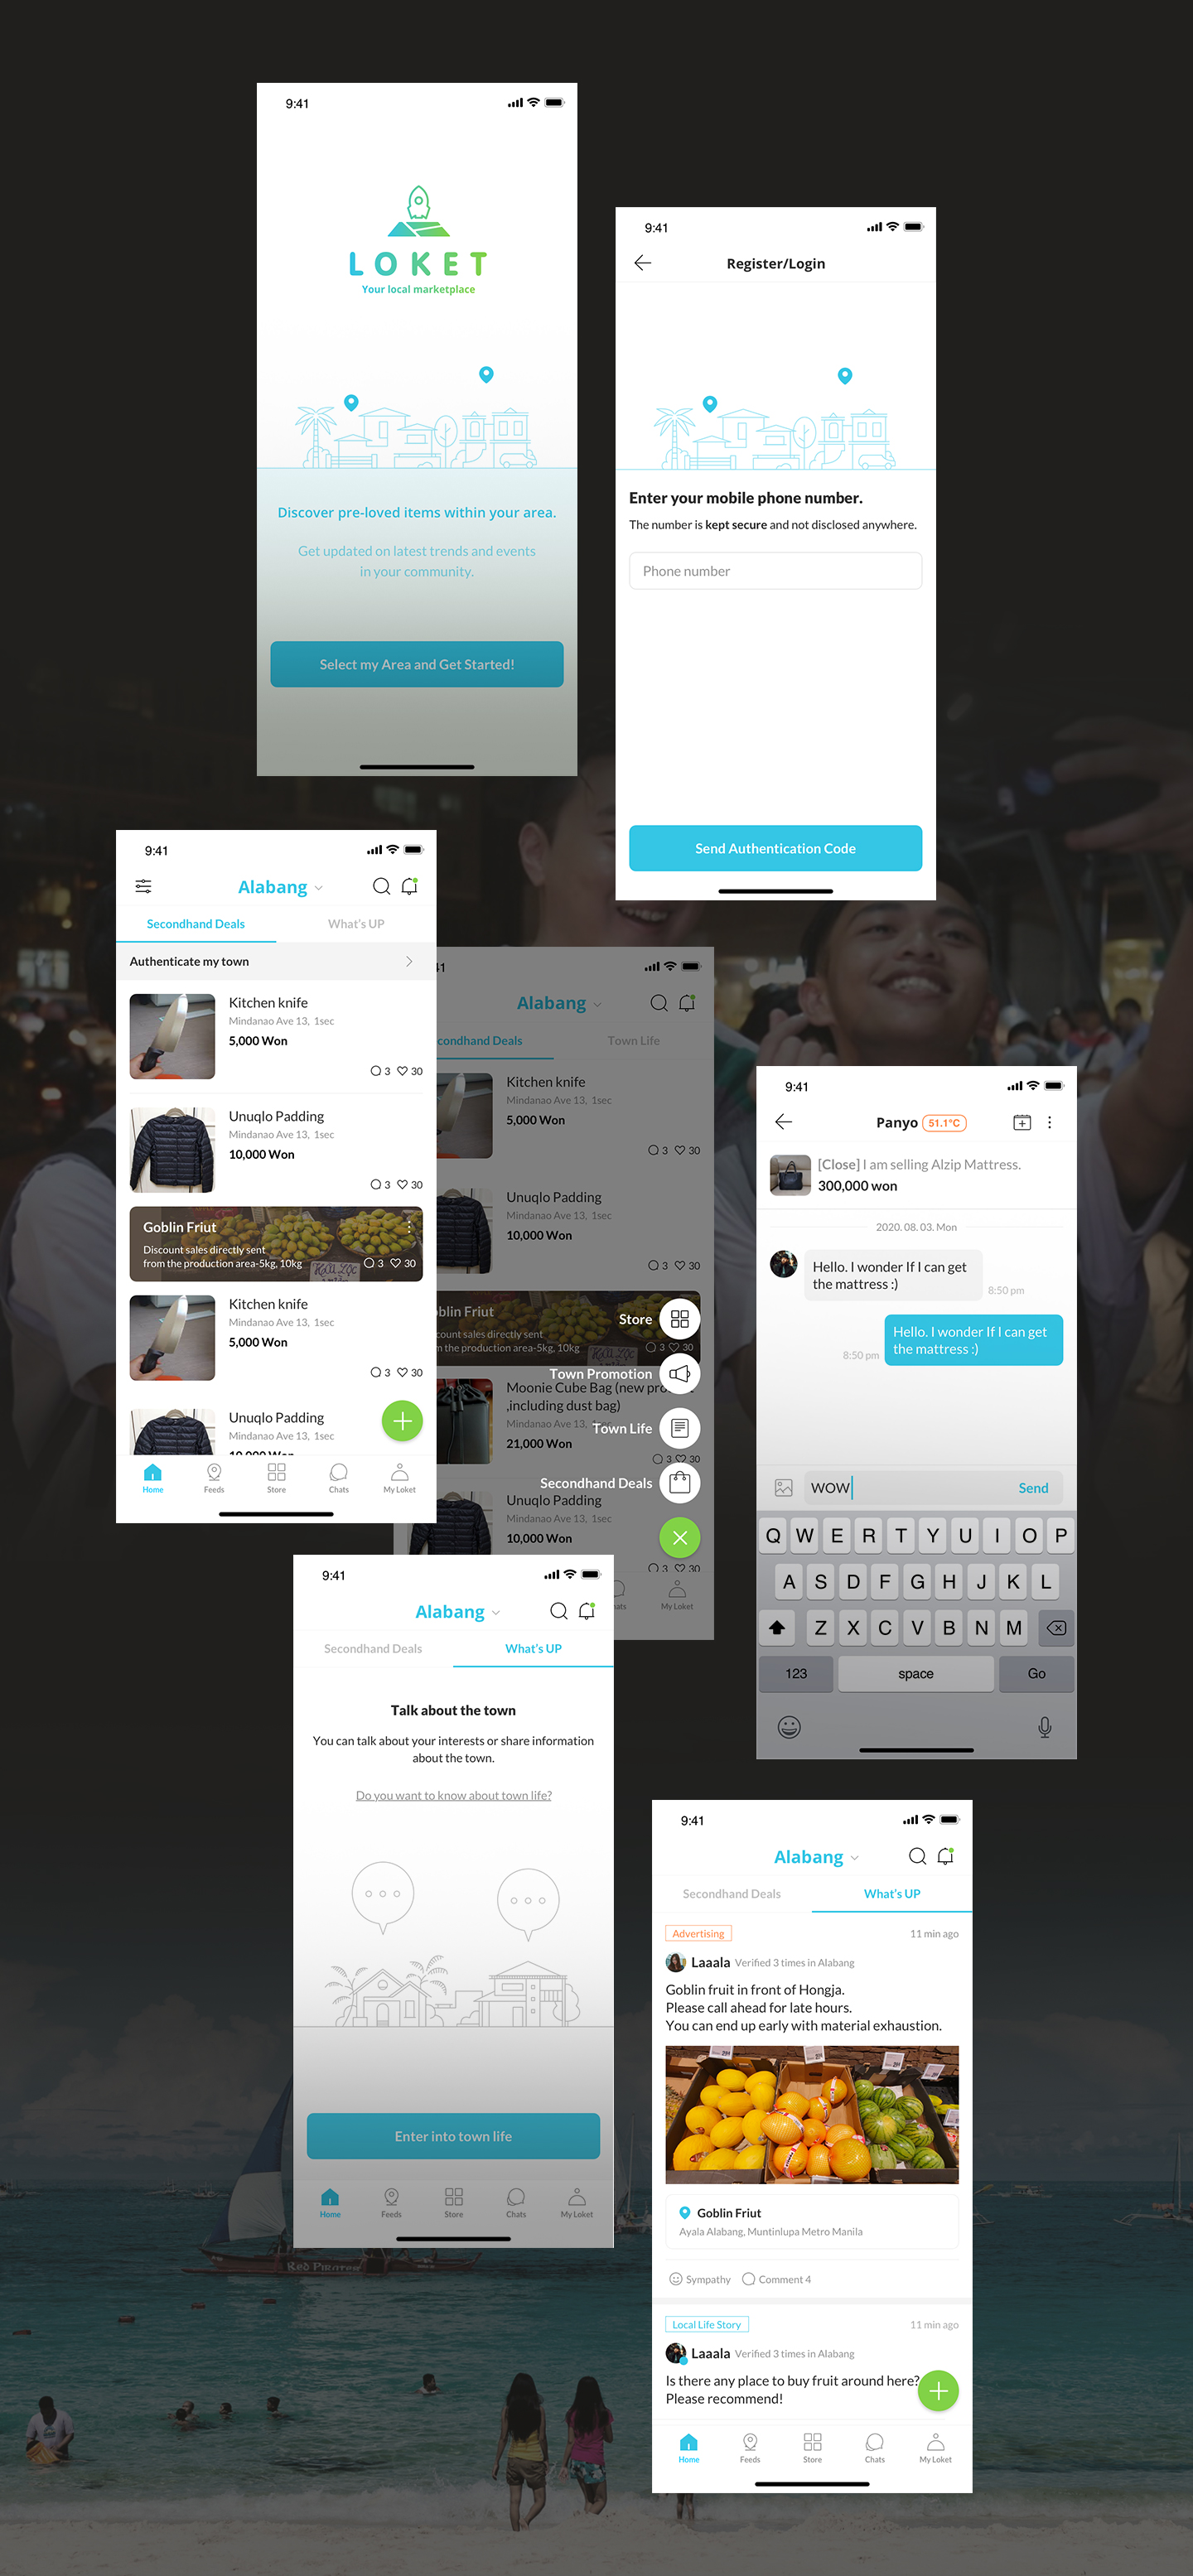 9:41
LOKET
Your local marketplace
Discover pre-loved items within your area.
Get updated on latest trends and events
in your community.
Select my Area and Get Started!
9:41
Register/Login
Enter your mobile phone number.
The number is kept secure and not disclosed anywhere.
Phone number
Send Authentication Code
9:41
Alabang
Secondhand Deals
What's UP
Authenticate my town
Kitchen knife
Mindanao Ave 13, 1sec
5,000 Won
3 30
Unuqlo Padding
Mindanao Ave 13, 1sec
10,000 Won
3 30
Goblin Friut
Discount sales directly sent
from the production area-5kg, 10kg
3 30
Kitchen knife
Mindanao Ave 13, 1sec
5,000 Won
3 30
Unuqlo Padding
Mindanao Ave 13, 1sec
10,000 Won
Home
Feeds
Store
Chats
My Loket
41
Alabang
condhand Deals
Town Life
Kitchen knife
Mindanao Ave 13, 1sec
5,000 Won
3 30
Unuqlo Padding
Mindanao Ave 13, 1sec
10,000 Won
3 30
blin Friut
count sales directly sent
m the production area-5kg, 10kg
3 30
Store
Town Promotion
Moonie Cube Bag (new
,including dust bag)
Mindanao Ave 13, 1sec
21,000 Won
3 30
Town Life
Secondhand Deals
Unuqlo Padding
Mindanao Ave 13, 1sec
10,000 Won
3 30
ats
My Loket
9:41
Panyo
51.1°C
[Close] I am selling Alzip Mattress.
300,000 won
2020. 08. 03. Mon
Hello. I wonder If I can get
the mattress :)
8:50 pm
Hello. I wonder If I can get
the mattress :)
8:50 pm
WOW
Send
Q W E R T Y U I O P
A S D F G H J K L
Z X C V B N M
123
space
Go
9:41
Alabang
Secondhand Deals
What's UP
Talk about the town
You can talk about your interests or share information
about the town.
Do you want to know about town life?
Enter into town life
Home
Feeds
Store
Chats
My Loket
Red Pirates
9:41
Alabang
Secondhand Deals
What's UP
Advertising
11 min ago
Laaala Verified 3 times in Alabang
Goblin fruit in front of Hongja.
Please call ahead for late hours.
You can end up early with material exhaustion.
Goblin Friut
Ayala Alabang, Muntinlupa Metro Manila
Sympathy
Comment 4
Local Life Story
11 min ago
Laaala Verified 3 times in Alabang
Is there any place to buy fruit around here?
Please recommend!
Home
Feeds
Store
Chats
My Loket